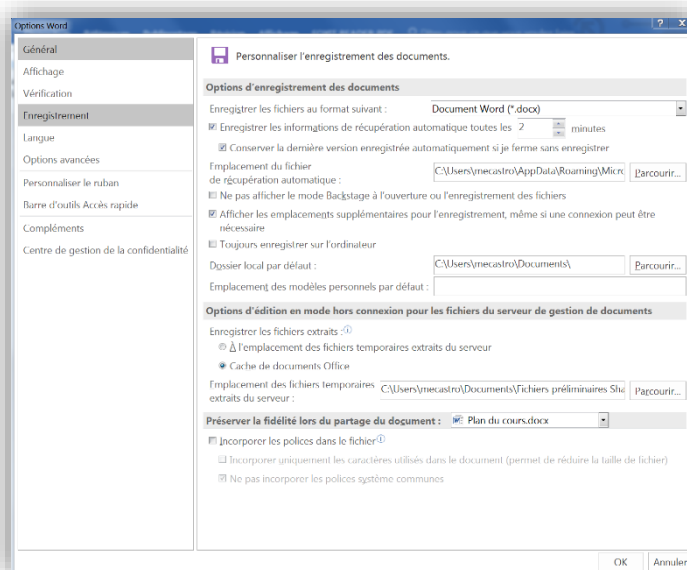 Options Word
Général
Affichage
Vérification
Enregistrement
Langue
Options avancées
Personnaliser le ruban
Barre d'outils Accès rapide
Compléments
Centre de gestion de la confidentialité
Personnaliser l'enregistrement des documents.
Options d'enregistrement des documents
Enregistrer les fichiers au format suivant : Document Word (*.docx)
Enregistrer les informations de récupération automatique toutes les 2 minutes
Conserver la dernière version enregistrée automatiquement si je ferme sans enregistrer
Emplacement du fichier
de récupération automatique : C:\Users\mecastro\AppData\Roaming\Micro Parcourir...
Ne pas afficher le mode Backstage à l'ouverture ou l'enregistrement des fichiers
Afficher les emplacements supplémentaires pour l'enregistrement, même si une connexion peut être
nécessaire
Toujours enregistrer sur l'ordinateur
Dossier local par défaut : C:\Users\mecastro\Documents\ Parcourir...
Emplacement des modèles personnels par défaut :
Options d'édition en mode hors connexion pour les fichiers du serveur de gestion de documents
Enregistrer les fichiers extraits :
À l'emplacement des fichiers temporaires extraits du serveur
Cache de documents Office
Emplacement des fichiers temporaires
extraits du serveur : C:\Users\mecastro\Documents\Fichiers préliminaires Sha Parcourir...
Préserver la fidélité lors du partage du document : Plan du cours.docx
Incorporer les polices dans le fichier
Incorporer uniquement les caractères utilisés dans le document (permet de réduire la taille de fichier)
Ne pas incorporer les polices système communes
OK Annuler